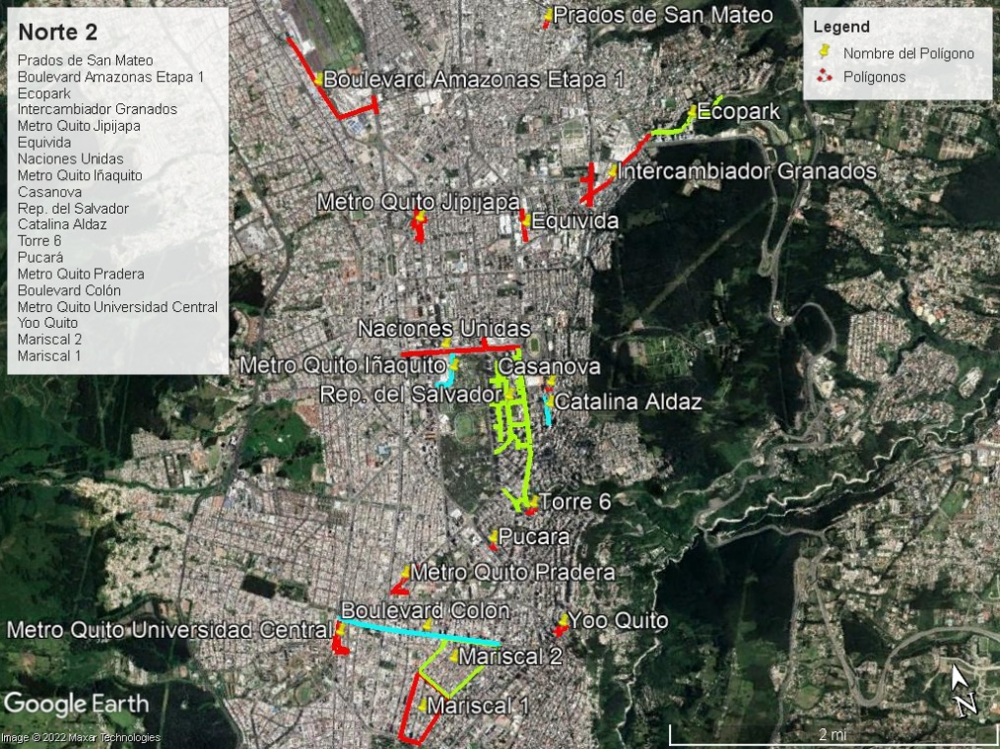 Norte 2
Prados de San Mateo
Boulevard Amazonas Etapa 1
Ecopark
Intercambiador Granados
Metro Quito Jipijapa
Equivida
Naciones Unidas
Metro Quito Iñaquito
Casanova
Rep. del Salvador
Catalina Aldaz
Torre 6
Pucará
Metro Quito Pradera
Boulevard Colón
Metro Quito Universidad Central
Yoo Quito
Mariscal 2
Mariscal 1
Legend
Nombre del Polígono
Polígonos
Prados de San Mateo
Boulevard Amazonas Etapa 1
Ecopark
Intercambiador Granados
Metro Quito Jipijapa
Equivida
Naciones Unidas
Metro Quito Iñaquito
Casanova
Rep. del Salvador
Catalina Aldaz
Torre 6
Pucará
Metro Quito Pradera
Boulevard Colón
Yoo Quito
Metro Quito Universidad Central
Mariscal 2
Mariscal 1
N
Google Earth
Image © 2022 Maxar Technologies
2 mi